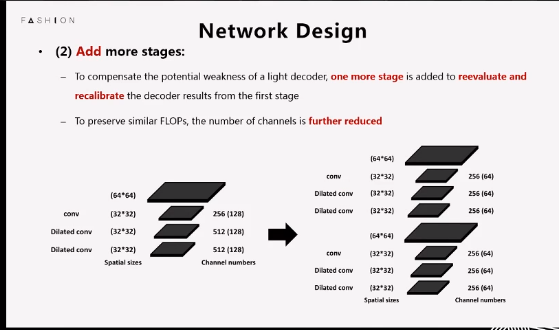 FASHION
Network Design
• (2) Add more stages:
– To compensate the potential weakness of a light decoder, one more stage is added to reevaluate and
recalibrate the decoder results from the first stage
– To preserve similar FLOPs, the number of channels is further reduced
(64*64)
conv (32*32) 256 (128)
Dilated conv (32*32) 512 (128)
Dilated conv (32*32) 512 (128)
Spatial sizes Channel numbers
(64*64)
conv (32*32) 256 (64)
Dilated conv (32*32) 256 (64)
Dilated conv (32*32) 256 (64)
(64*64)
conv (32*32) 256 (64)
Dilated conv (32*32) 256 (64)
Dilated conv (32*32) 256 (64)
Spatial sizes Channel numbers